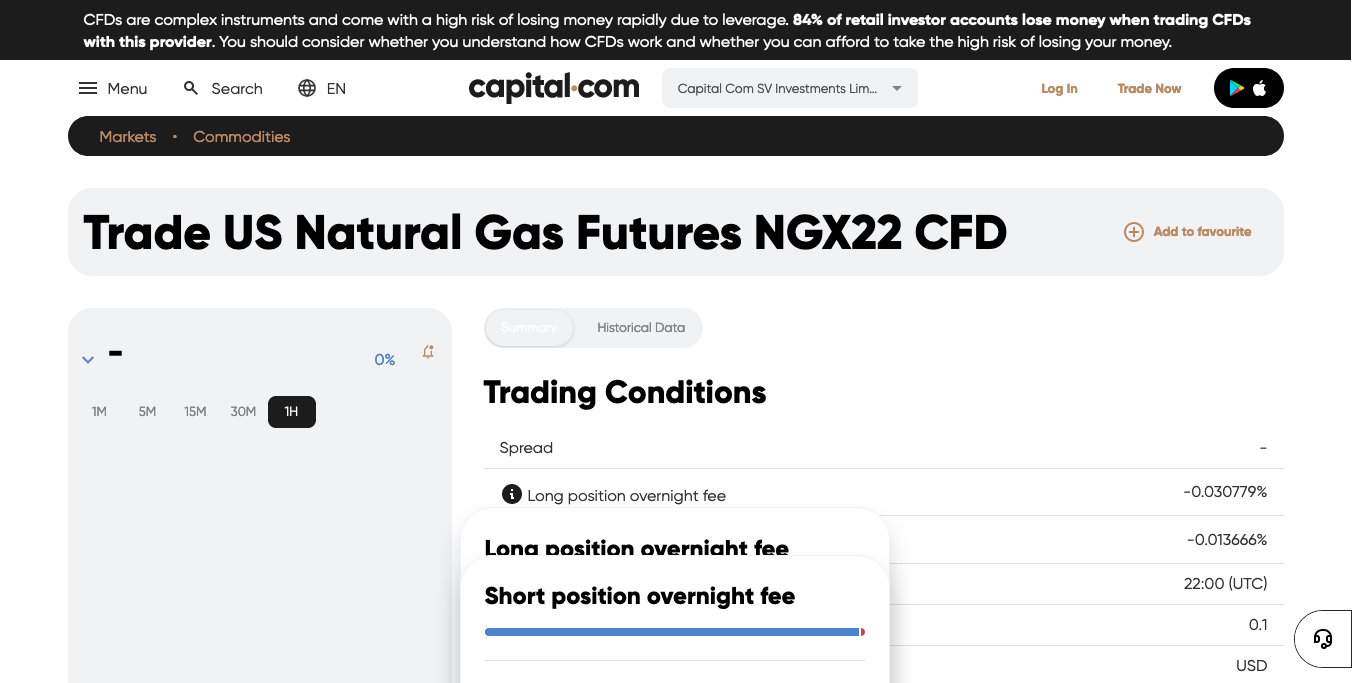 CFDs are complex instruments and come with a high risk of losing money rapidly due to leverage. 84% of retail investor accounts lose money when trading CFDs
with this provider. You should consider whether you understand how CFDs work and whether you can afford to take the high risk of losing your money.
Menu Search EN capital.com Capital Com SV Investments Lim... Log In Trade Now
Markets • Commodities
Trade US Natural Gas Futures NGX22 CFD Add to favourite
Summary Historical Data
- 0%
1M 5M 15M 30M 1H
Trading Conditions
Spread -
Long position overnight fee -0.030779%
Long position overnight fee
-0.013666%
Short position overnight fee
22:00 (UTC)
0.1
USD